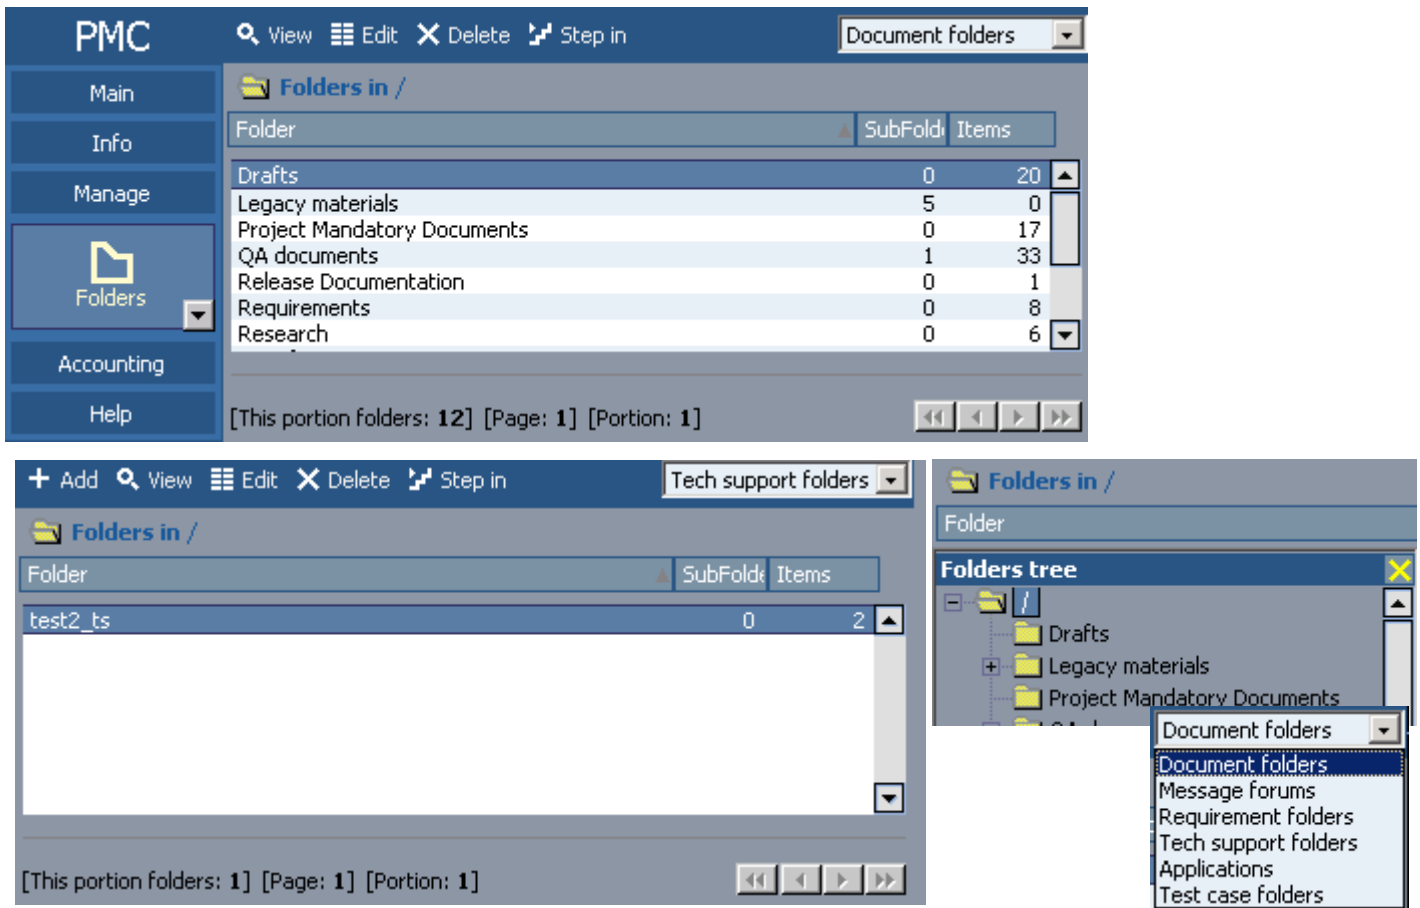 PMC
View Edit Delete Step in
Document folders
Main
Info
Manage
Folders
Accounting
Help
Folders in /
Folder SubFold Items
Drafts 0 20
Legacy materials 5 0
Project Mandatory Documents 0 17
QA documents 1 33
Release Documentation 0 1
Requirements 0 8
Research 0 6
[This portion folders: 12] [Page: 1] [Portion: 1]
Add View Edit Delete Step in
Tech support folders
Folders in /
Folder SubFolde Items
test2_ts 0 2
[This portion folders: 1] [Page: 1] [Portion: 1]
Folders in /
Folder
Folders tree
/
Drafts
Legacy materials
Project Mandatory Documents
Document folders
Document folders
Message forums
Requirement folders
Tech support folders
Applications
Test case folders